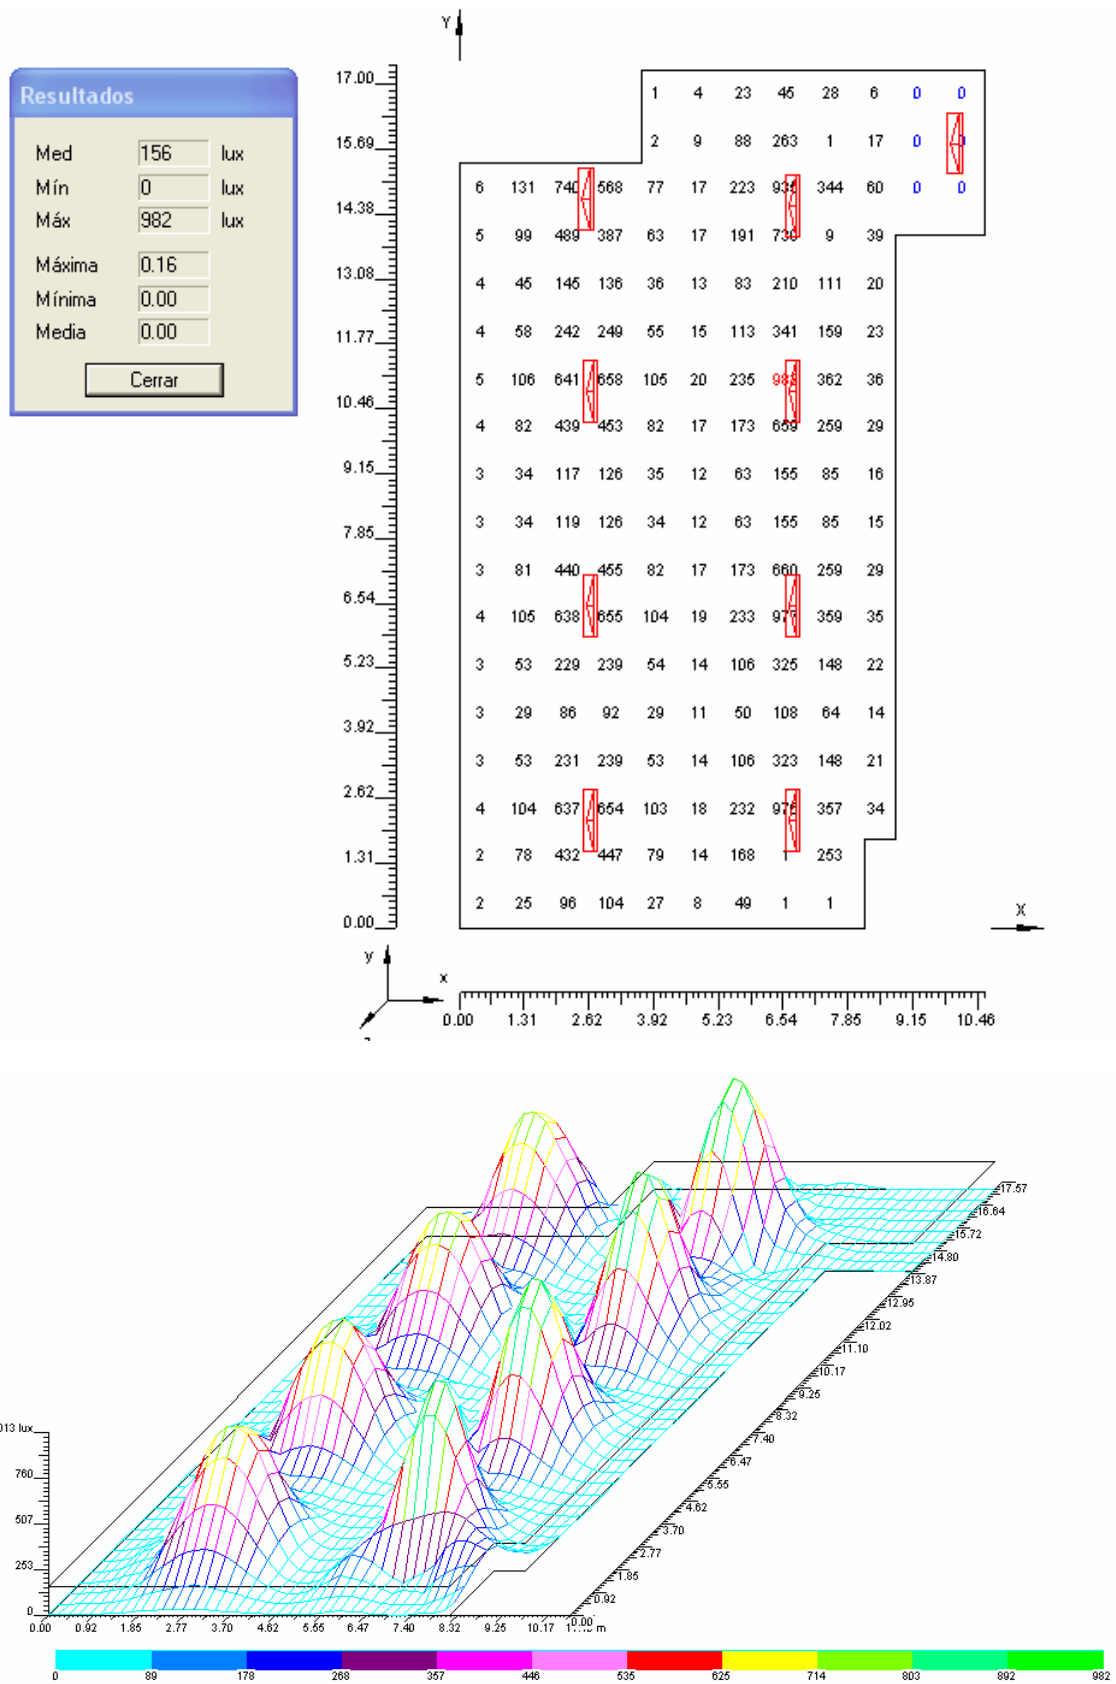 Y
Resultados
Med 156 lux
Mín 0 lux
Máx 982 lux
Máxima 0.16
Mínima 0.00
Media 0.00
Cerrar
17.00 1 4 23 45 28 6 0 0
15.69 2 9 88 263 1 17 0
6 131 740 568 77 17 223 344 60 0 0
14.38
5 99 489 387 63 17 191 9 39
13.08 4 45 145 136 36 13 83 210 111 20
11.77 4 58 242 249 55 15 113 341 159 23
5 106 641 658 105 20 235 982 362 36
10.46
4 82 439 453 82 17 173 659 259 29
9.15 3 34 117 126 35 12 63 155 85 16
7.85 3 34 119 126 34 12 63 155 85 15
3 81 440 455 82 17 173 660 259 29
6.54
4 105 638 655 104 19 233 359 35
5.23 3 53 229 239 54 14 106 325 148 22
3.92 3 29 86 92 29 11 50 108 64 14
3 53 231 239 53 14 106 323 148 21
2.62
4 104 637 654 103 18 232 357 34
1.31 2 78 432 447 79 14 168 1 253
2 25 96 104 27 8 49 1 1
0.00
X
y
x
0.00 1.31 2.62 3.92 5.23 6.54 7.85 9.15 10.46
17.57
16.64
15.72
14.80
13.87
12.95
12.02
11.10
10.17
9.25
8.32
7.40
6.47
5.55
4.62
3.70
2.77
1.85
0.92
0.00
013 lux
760
507
253
0
0.00 0.92 1.85 2.77 3.70 4.62 5.55 6.47 7.40 8.32 9.25 10.17 m
0 89 178 268 357 446 535 625 714 803 892 982